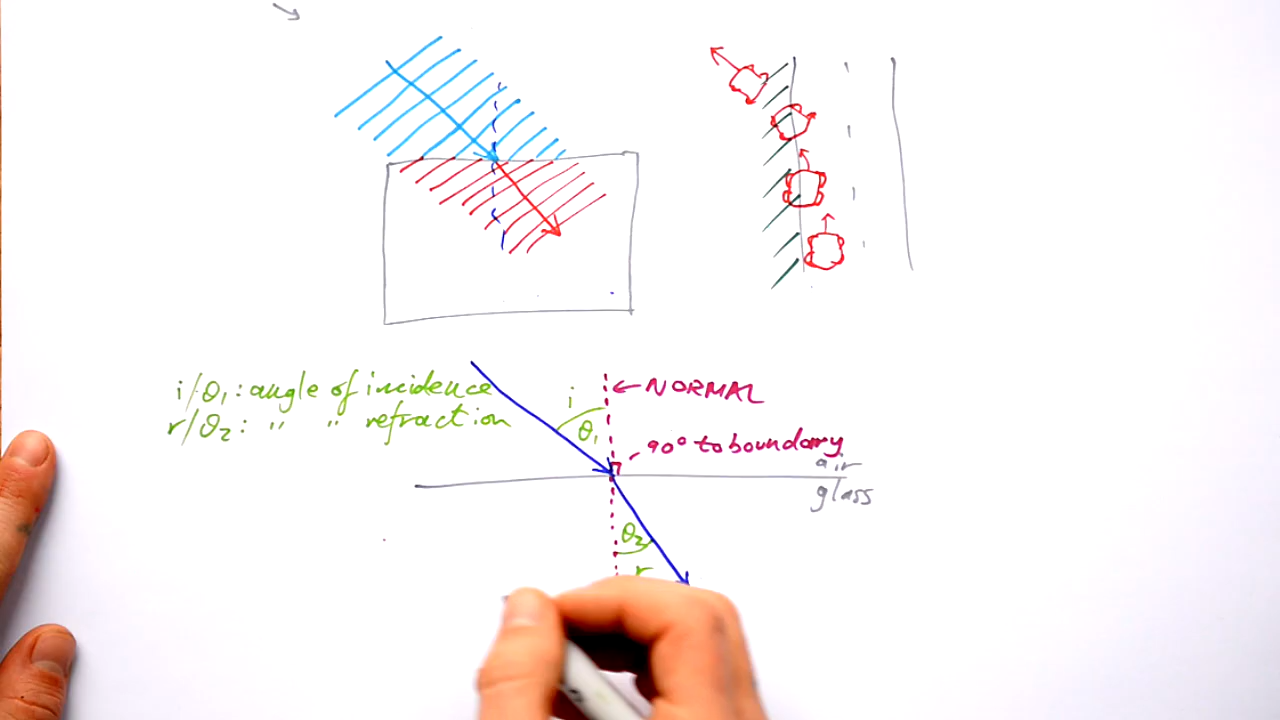 i/θ₁: angle of incidence
r/θ₂: " " refraction
i
θ₁
← NORMAL
90° to boundary
air
glass
θ₂
r